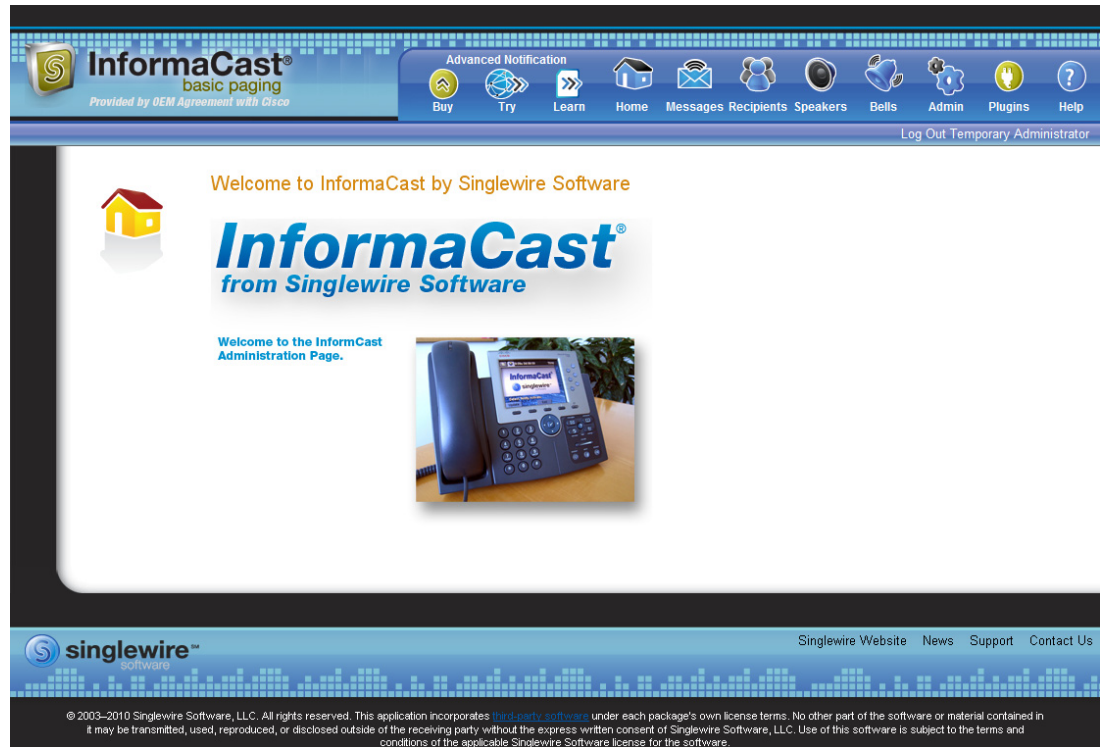 InformaCast®
basic paging
Provided by OEM Agreement with Cisco
Advanced Notification
Buy Try Learn Home Messages Recipients Speakers Bells Admin Plugins Help
Log Out Temporary Administrator
Welcome to InformaCast by Singlewire Software
InformaCast®
from Singlewire Software
Welcome to the InformCast
Administration Page.
InformaCast
singlewire
singlewire℠
software
Singlewire Website News Support Contact Us
© 2003–2010 Singlewire Software, LLC. All rights reserved. This application incorporates third-party software under each package's own license terms. No other part of the software or material contained in
it may be transmitted, used, reproduced, or disclosed outside of the receiving party without the express written consent of Singlewire Software, LLC. Use of this software is subject to the terms and
conditions of the applicable Singlewire Software license for the software.